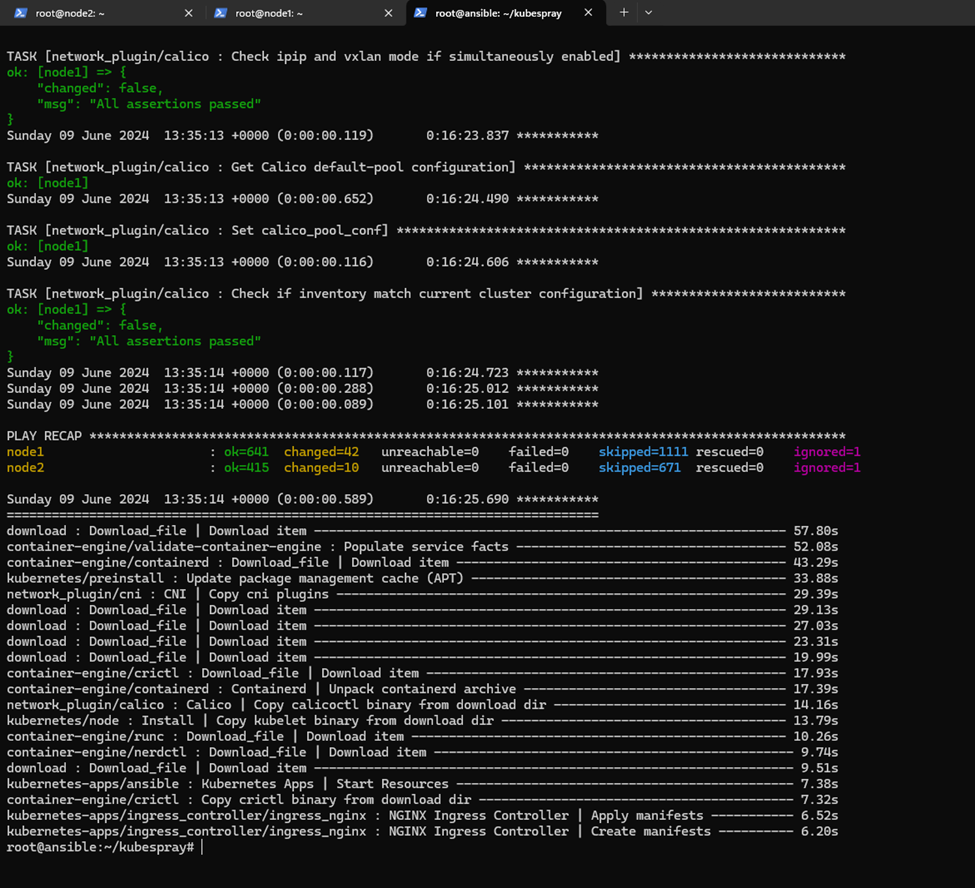 root@node2: ~
root@node1: ~
root@ansible: ~/kubespray
TASK [network_plugin/calico : Check ipip and vxlan mode if simultaneously enabled] *****************************
ok: [node1] => {
    "changed": false,
    "msg": "All assertions passed"
}
Sunday 09 June 2024  13:35:13 +0000 (0:00:00.119)       0:16:23.837 ***********
TASK [network_plugin/calico : Get Calico default-pool configuration] *******************************************
ok: [node1]
Sunday 09 June 2024  13:35:13 +0000 (0:00:00.652)       0:16:24.490 ***********
TASK [network_plugin/calico : Set calico_pool_conf] ************************************************************
ok: [node1]
Sunday 09 June 2024  13:35:13 +0000 (0:00:00.116)       0:16:24.606 ***********
TASK [network_plugin/calico : Check if inventory match current cluster configuration] **************************
ok: [node1] => {
    "changed": false,
    "msg": "All assertions passed"
}
Sunday 09 June 2024  13:35:14 +0000 (0:00:00.117)       0:16:24.723 ***********
Sunday 09 June 2024  13:35:14 +0000 (0:00:00.288)       0:16:25.012 ***********
Sunday 09 June 2024  13:35:14 +0000 (0:00:00.089)       0:16:25.101 ***********
PLAY RECAP *****************************************************************************************************
node1                      : ok=641  changed=42   unreachable=0    failed=0    skipped=1111 rescued=0    ignored=1
node2                      : ok=415  changed=10   unreachable=0    failed=0    skipped=671  rescued=0    ignored=1
Sunday 09 June 2024  13:35:14 +0000 (0:00:00.589)       0:16:25.690 ***********
===============================================================================
download : Download_file | Download item --------------------------------------------------------------- 57.80s
container-engine/validate-container-engine : Populate service facts ------------------------------------ 52.08s
container-engine/containerd : Download_file | Download item -------------------------------------------- 43.29s
kubernetes/preinstall : Update package management cache (APT) ------------------------------------------ 33.88s
network_plugin/cni : CNI | Copy cni plugins ------------------------------------------------------------ 29.39s
download : Download_file | Download item --------------------------------------------------------------- 29.13s
download : Download_file | Download item --------------------------------------------------------------- 27.03s
download : Download_file | Download item --------------------------------------------------------------- 23.31s
download : Download_file | Download item --------------------------------------------------------------- 19.99s
container-engine/crictl : Download_file | Download item ------------------------------------------------ 17.93s
container-engine/containerd : Containerd | Unpack containerd archive ----------------------------------- 17.39s
network_plugin/calico : Calico | Copy calicoctl binary from download dir ------------------------------- 14.16s
kubernetes/node : Install | Copy kubelet binary from download dir -------------------------------------- 13.79s
container-engine/runc : Download_file | Download item -------------------------------------------------- 10.26s
container-engine/nerdctl : Download_file | Download item ------------------------------------------------ 9.74s
download : Download_file | Download item ---------------------------------------------------------------- 9.51s
kubernetes-apps/ansible : Kubernetes Apps | Start Resources --------------------------------------------- 7.38s
container-engine/crictl : Copy crictl binary from download dir ------------------------------------------ 7.32s
kubernetes-apps/ingress_controller/ingress_nginx : NGINX Ingress Controller | Apply manifests ----------- 6.52s
kubernetes-apps/ingress_controller/ingress_nginx : NGINX Ingress Controller | Create manifests ---------- 6.20s
root@ansible:~/kubespray#